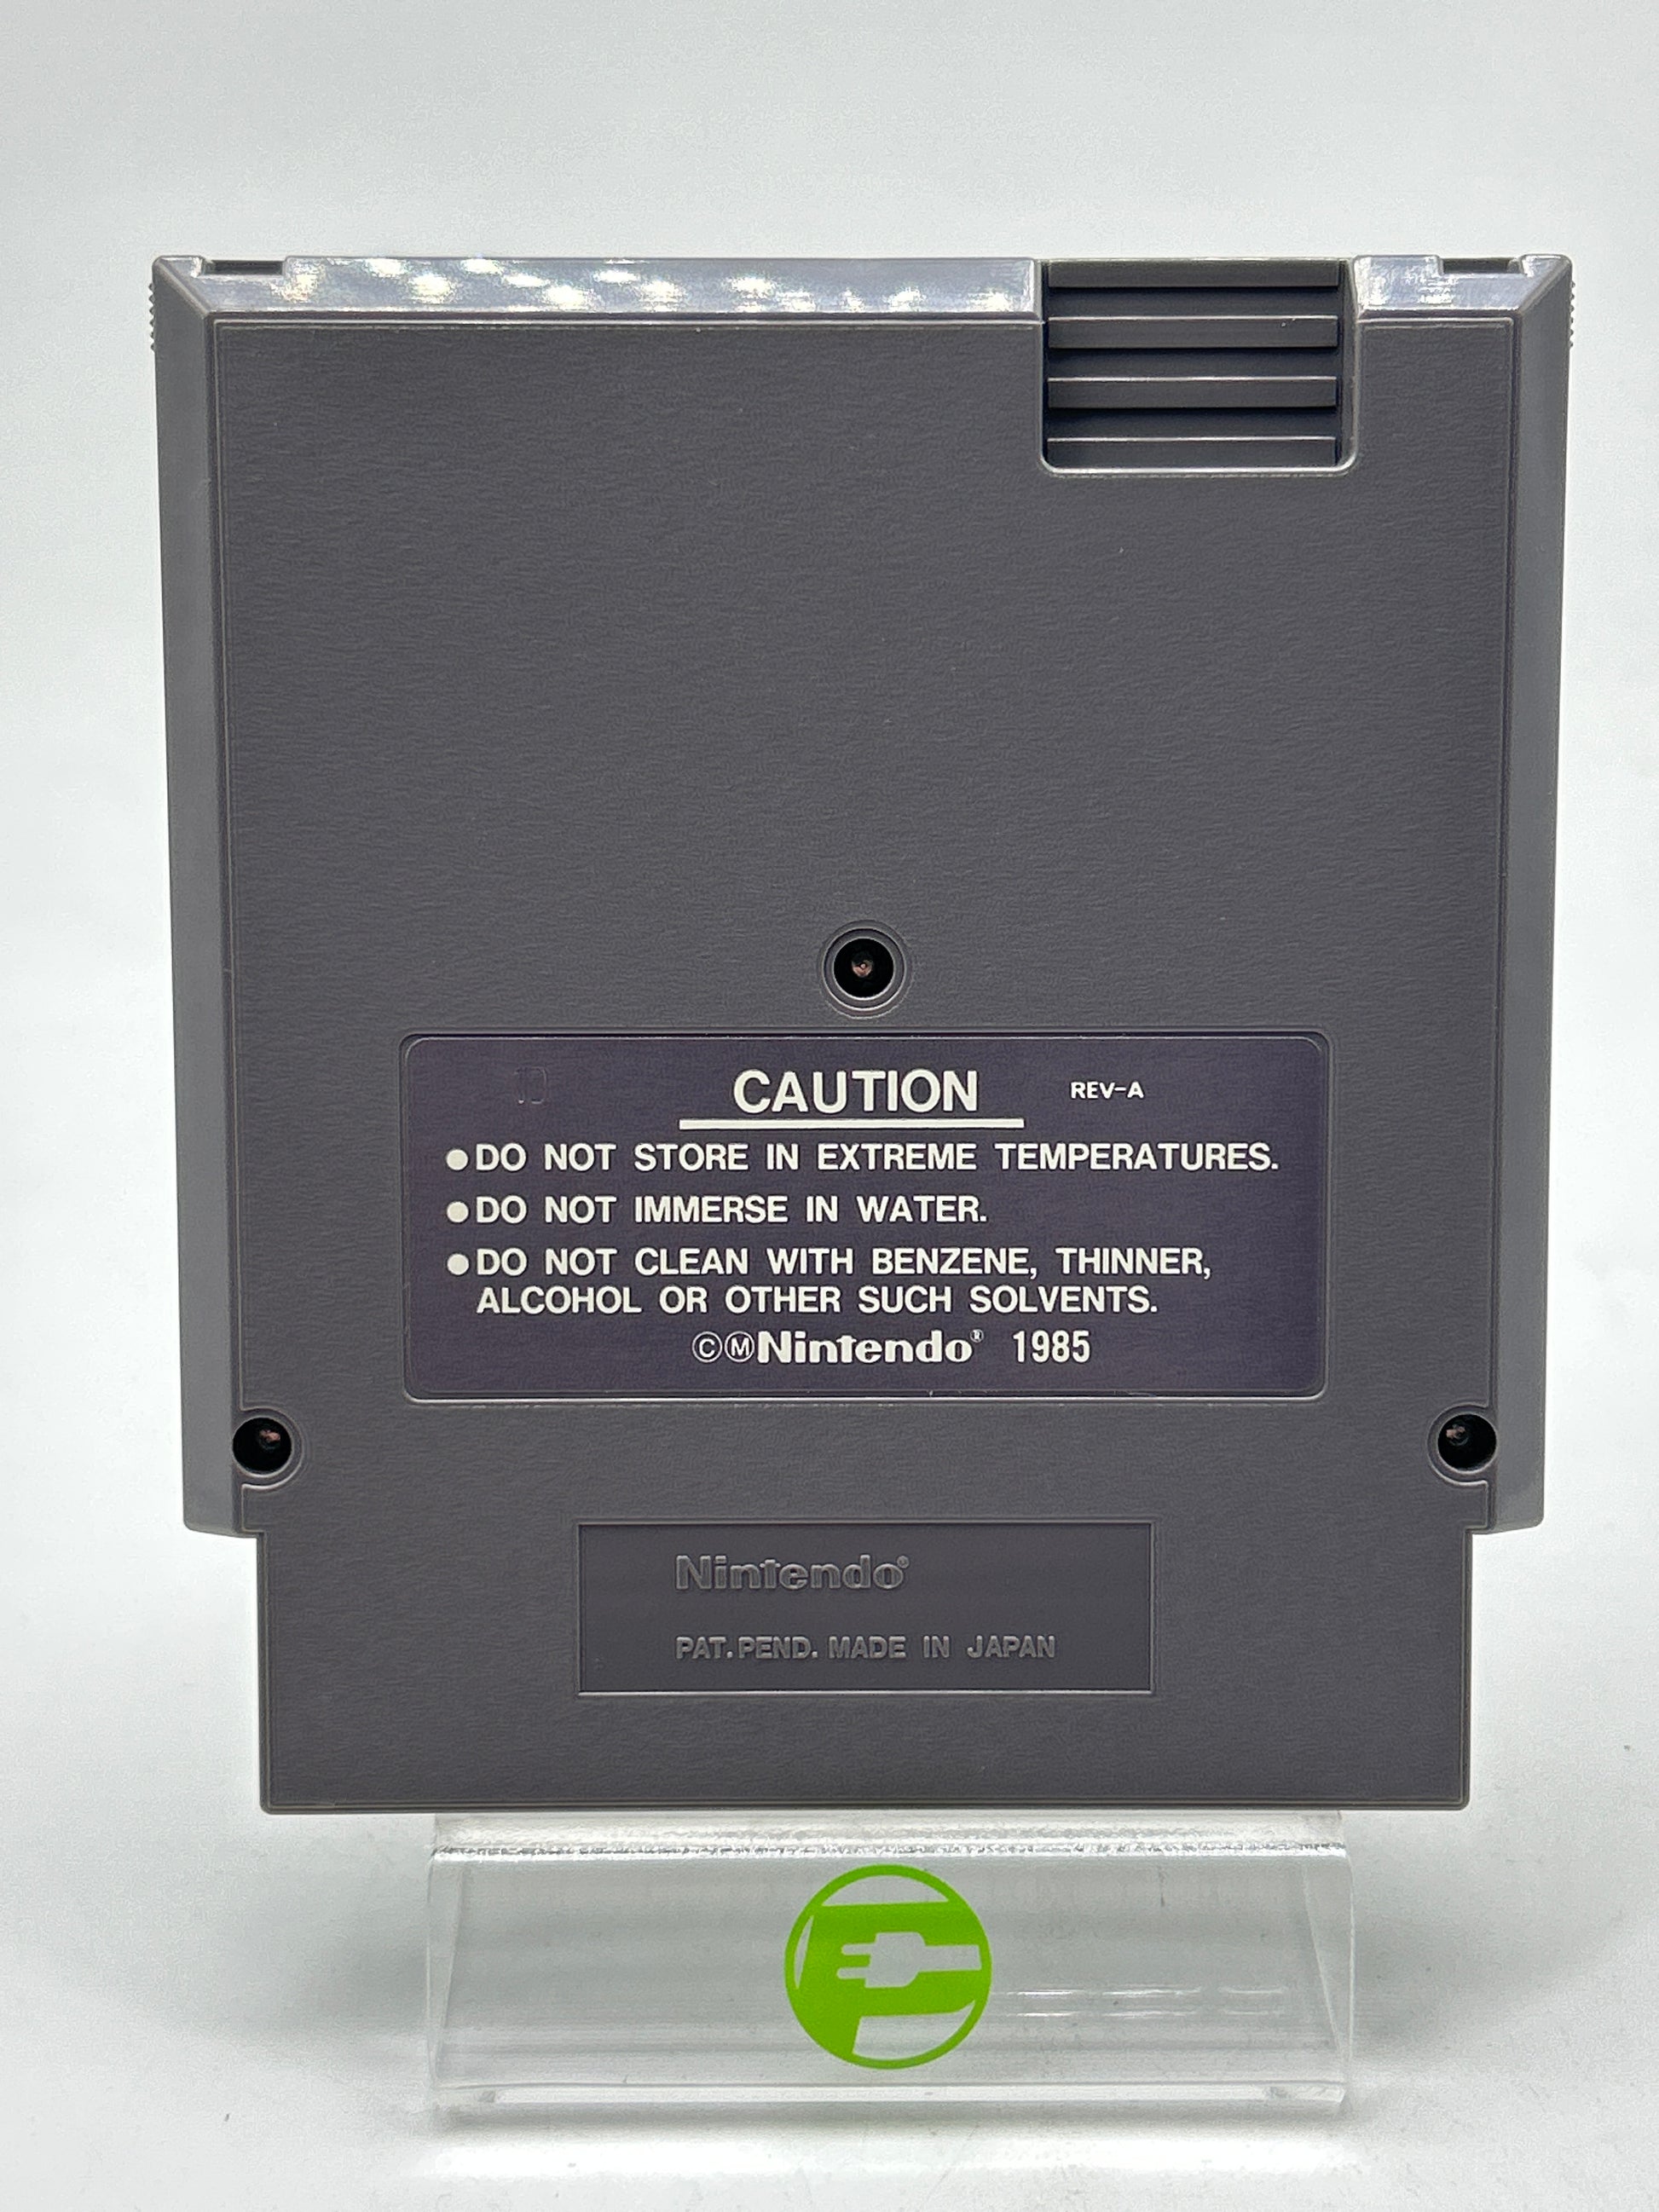 CAUTION REV-A
●DO NOT STORE IN EXTREME TEMPERATURES.
●DO NOT IMMERSE IN WATER.
●DO NOT CLEAN WITH BENZENE, THINNER,
ALCOHOL OR OTHER SUCH SOLVENTS.
©ⓂNintendo® 1985
Nintendo®
PAT. PEND. MADE IN JAPAN